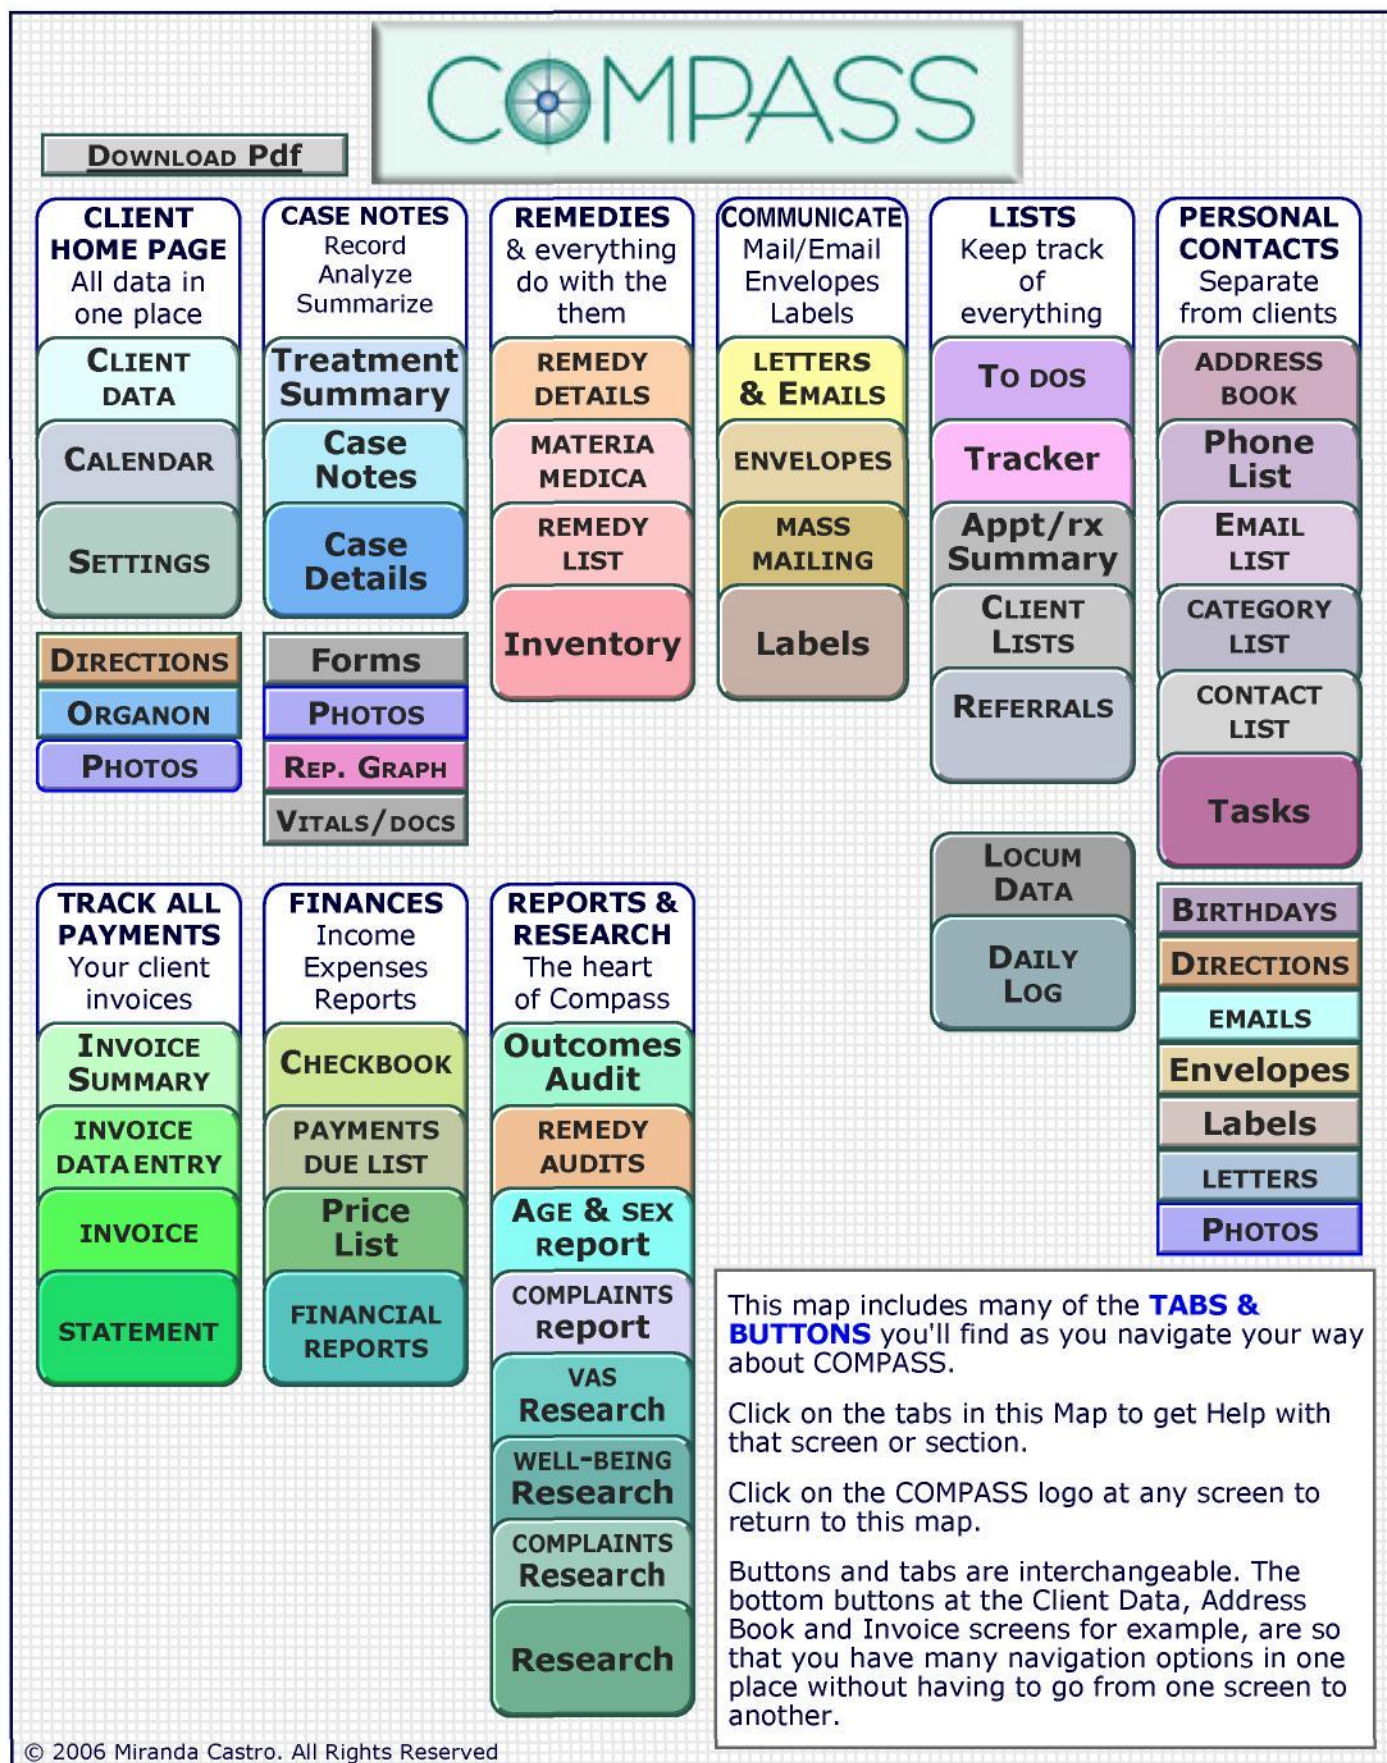 COMPASS
DOWNLOAD Pdf
CLIENT
HOME PAGE
All data in
one place
CLIENT
DATA
CALENDAR
SETTINGS
DIRECTIONS
ORGANON
PHOTOS
CASE NOTES
Record
Analyze
Summarize
Treatment
Summary
Case
Notes
Case
Details
Forms
PHOTOS
REP. GRAPH
VITALS/DOCS
REMEDIES
& everything
do with the
them
REMEDY
DETAILS
MATERIA
MEDICA
REMEDY
LIST
Inventory
COMMUNICATE
Mail/Email
Envelopes
Labels
LETTERS
& EMAILS
ENVELOPES
MASS
MAILING
Labels
LISTS
Keep track
of
everything
TO DOS
Tracker
Appt/rx
Summary
CLIENT
LISTS
REFERRALS
LOCUM
DATA
DAILY
LOG
PERSONAL
CONTACTS
Separate
from clients
ADDRESS
BOOK
Phone
List
EMAIL
LIST
CATEGORY
LIST
CONTACT
LIST
Tasks
BIRTHDAYS
DIRECTIONS
EMAILS
Envelopes
Labels
LETTERS
PHOTOS
TRACK ALL
PAYMENTS
Your client
invoices
INVOICE
SUMMARY
INVOICE
DATA ENTRY
INVOICE
STATEMENT
FINANCES
Income
Expenses
Reports
CHECKBOOK
PAYMENTS
DUE LIST
Price
List
FINANCIAL
REPORTS
REPORTS &
RESEARCH
The heart
of Compass
Outcomes
Audit
REMEDY
AUDITS
AGE & SEX
Report
COMPLAINTS
Report
VAS
Research
WELL-BEING
Research
COMPLAINTS
Research
Research
This map includes many of the TABS &
BUTTONS you'll find as you navigate your way
about COMPASS.
Click on the tabs in this Map to get Help with
that screen or section.
Click on the COMPASS logo at any screen to
return to this map.
Buttons and tabs are interchangeable. The
bottom buttons at the Client Data, Address
Book and Invoice screens for example, are so
that you have many navigation options in one
place without having to go from one screen to
another.
© 2006 Miranda Castro. All Rights Reserved